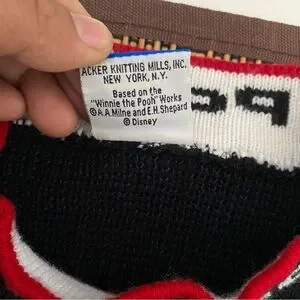 ACKER KNITTING MILLS, INC.
NEW YORK, N.Y.
Based on the
"Winnie the Pooh" Works
© A.A. Milne and E.H. Shepard
© Disney